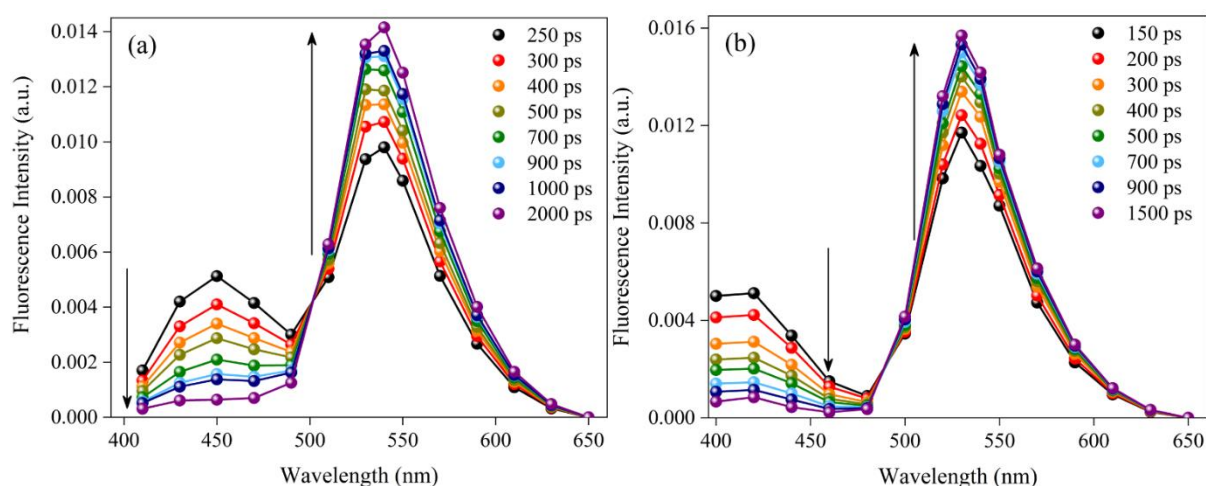 (a)
250 ps
300 ps
400 ps
500 ps
700 ps
900 ps
1000 ps
2000 ps
0.014
0.012
0.010
0.008
0.006
0.004
0.002
0.000
Fluorescence Intensity (a.u.)
400 450 500 550 600 650
Wavelength (nm)
(b)
150 ps
200 ps
300 ps
400 ps
500 ps
700 ps
900 ps
1500 ps
0.016
0.012
0.008
0.004
0.000
Fluorescence Intensity (a.u.)
400 450 500 550 600 650
Wavelength (nm)